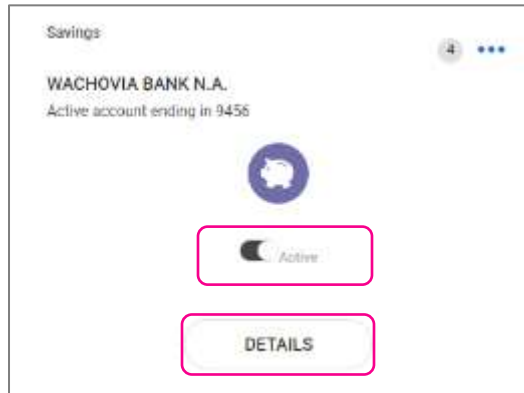 Savings
4
WACHOVIA BANK N.A.
Active account ending in 9456
Active
DETAILS